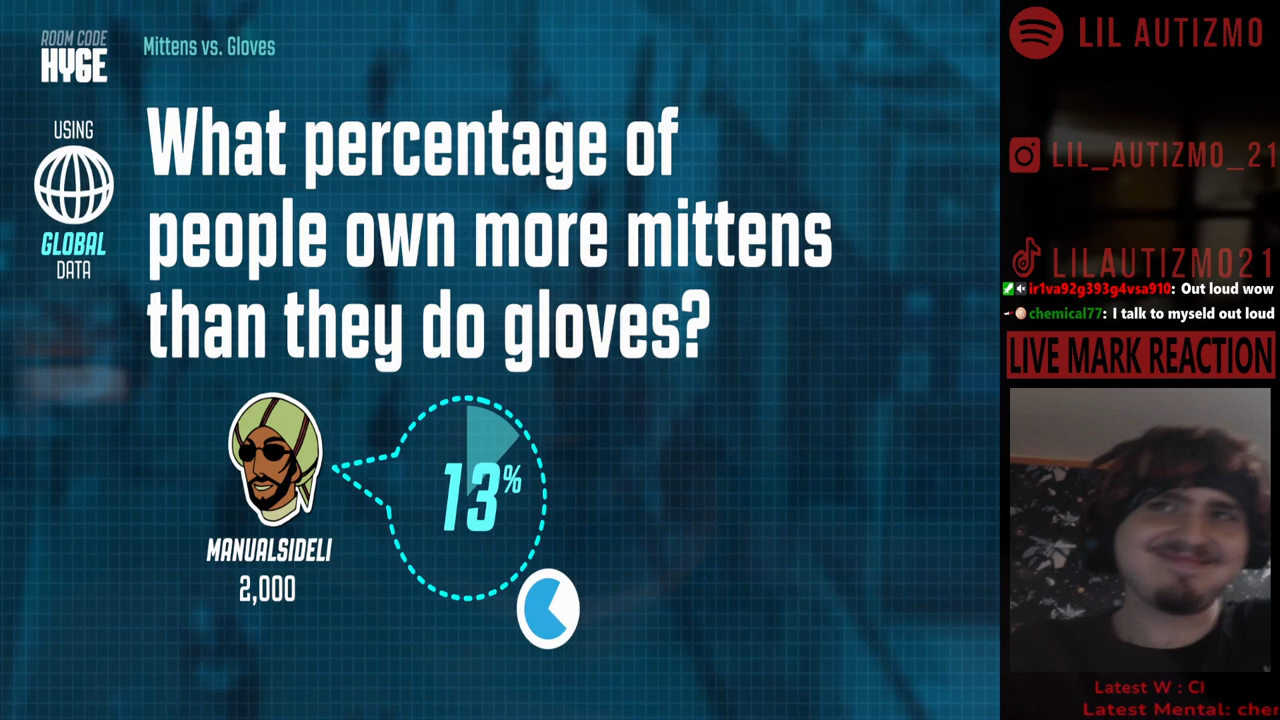 ROOM CODE
HYGE
Mittens vs. Gloves
USING
GLOBAL
DATA
What percentage of
people own more mittens
than they do gloves?
13%
MANUALSIDELI
2,000
LIL AUTIZMO
LIL_AUTIZMO_21
LILAUTIZMO21
ir1va92g393g4vsa910: Out loud wow
chemical77: I talk to myseld out loud
LIVE MARK REACTION
Latest W : Cl
Latest Mental: cher